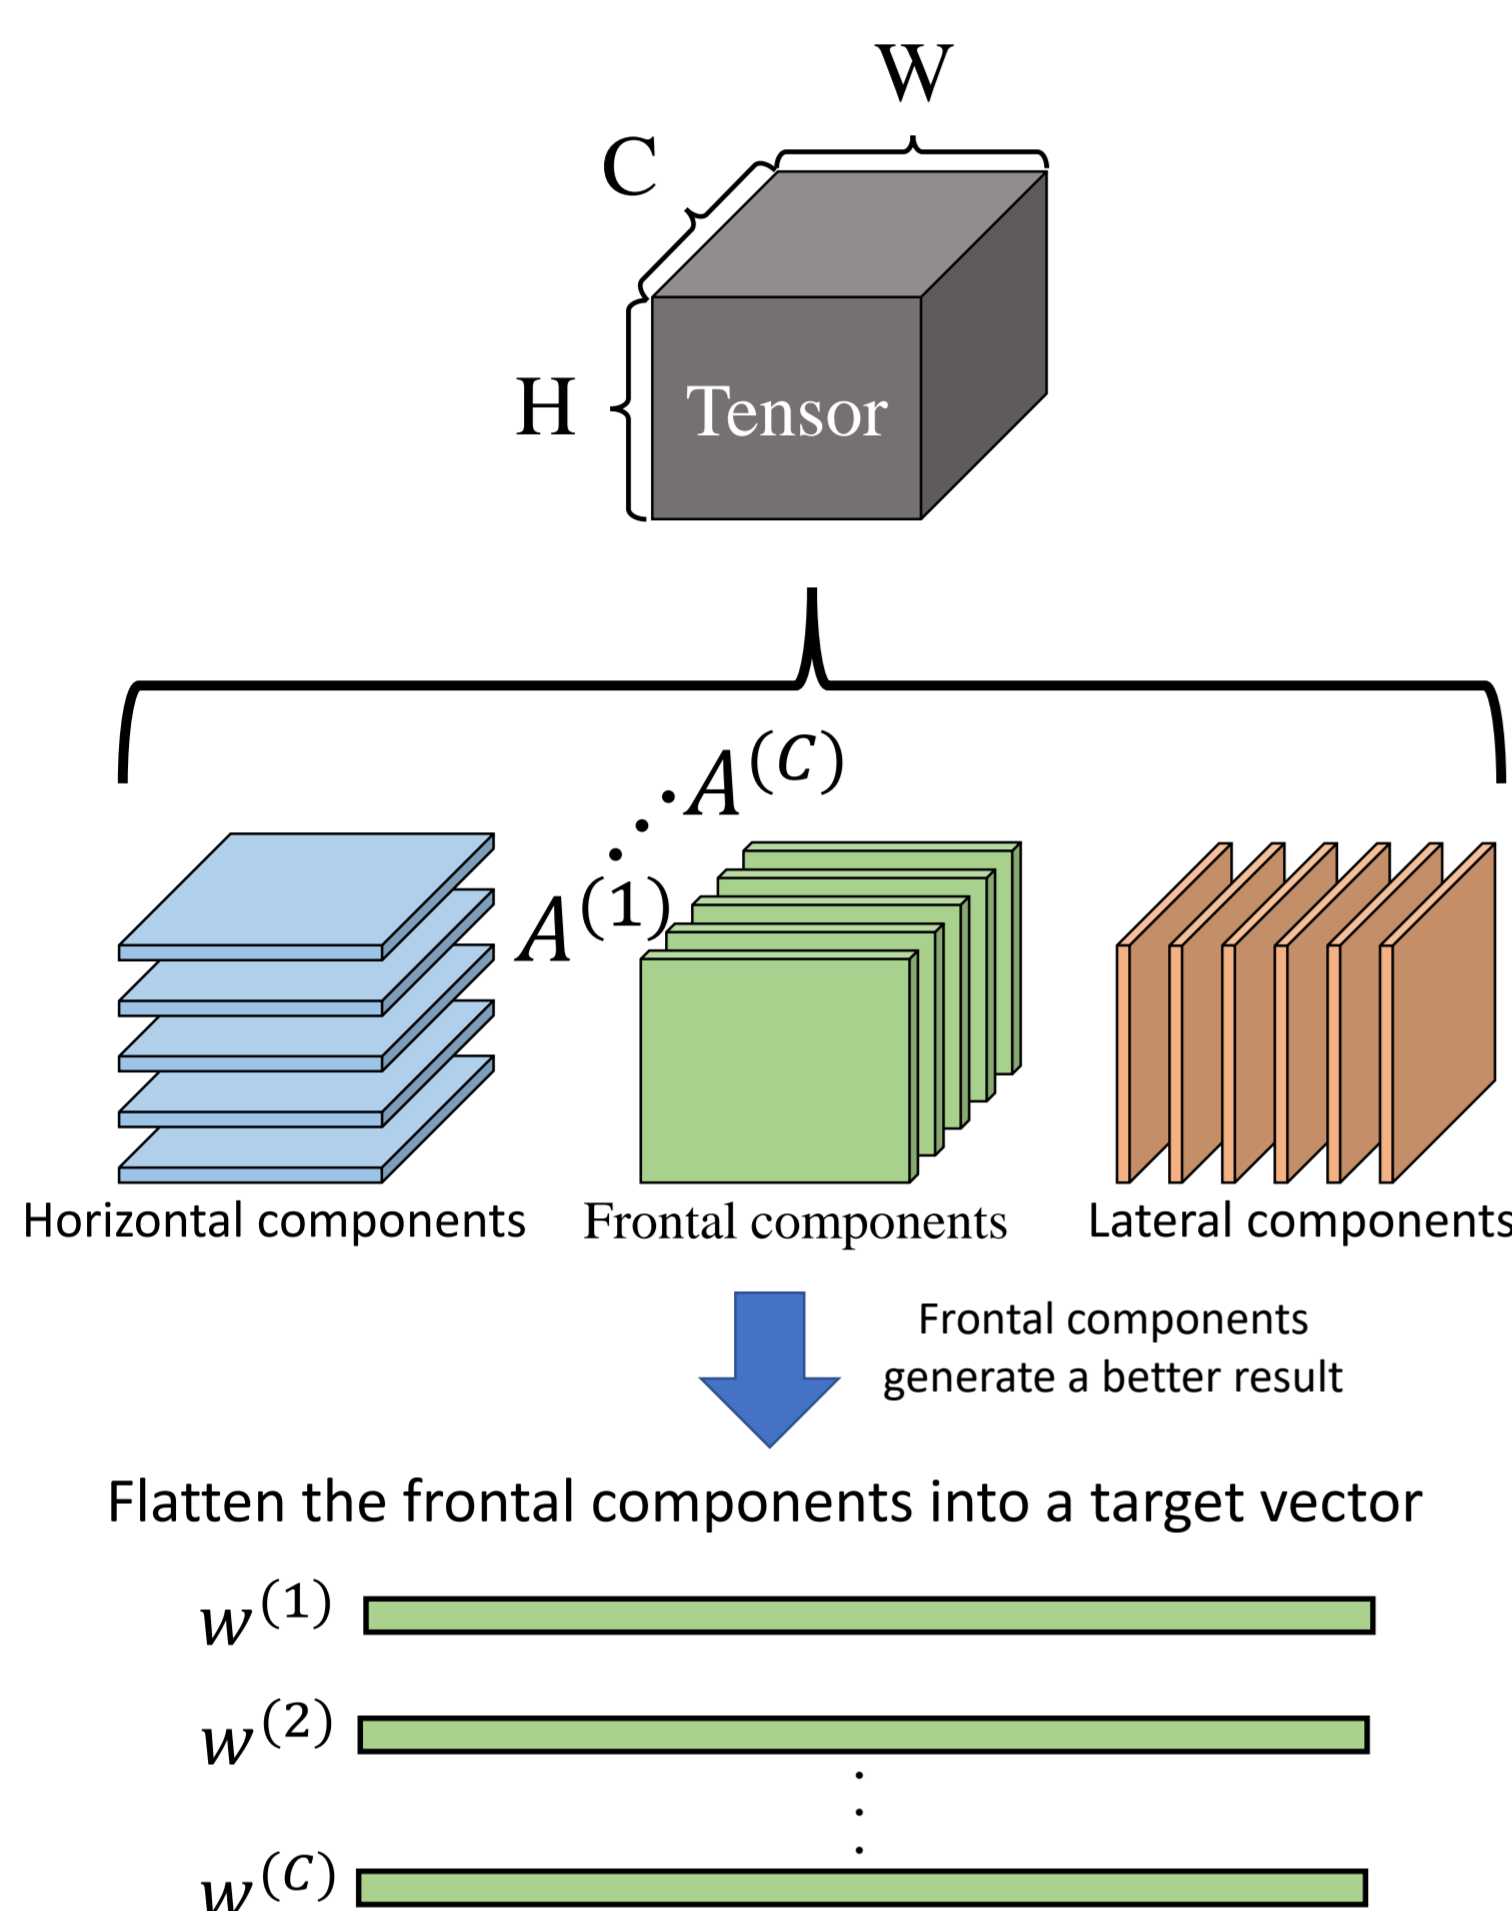 W
C
H
Tensor
A^(C)
A^(1)
Horizontal components
Frontal components
Lateral components
Frontal components
generate a better result
Flatten the frontal components into a target vector
w^(1)
w^(2)
w^(C)